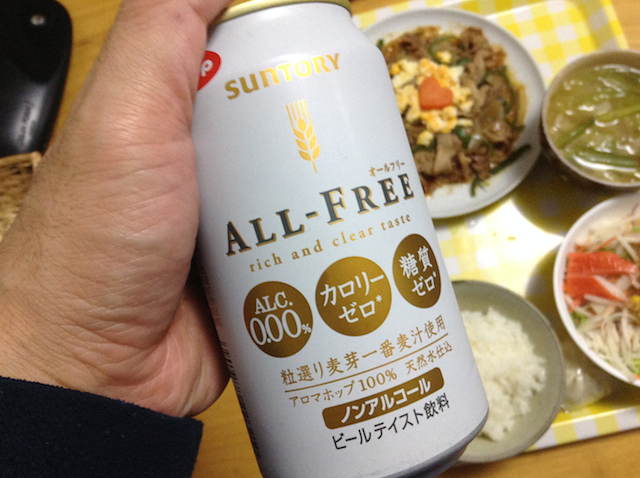 SUNTORY
オールフリー
ALL-FREE
rich and clear taste
ALC.
0.00%
カロリー
ゼロ*
糖質
ゼロ*
粒選り麦芽一番麦汁使用
アロマホップ100% 天然水仕込
ノンアルコール
ビールテイスト飲料